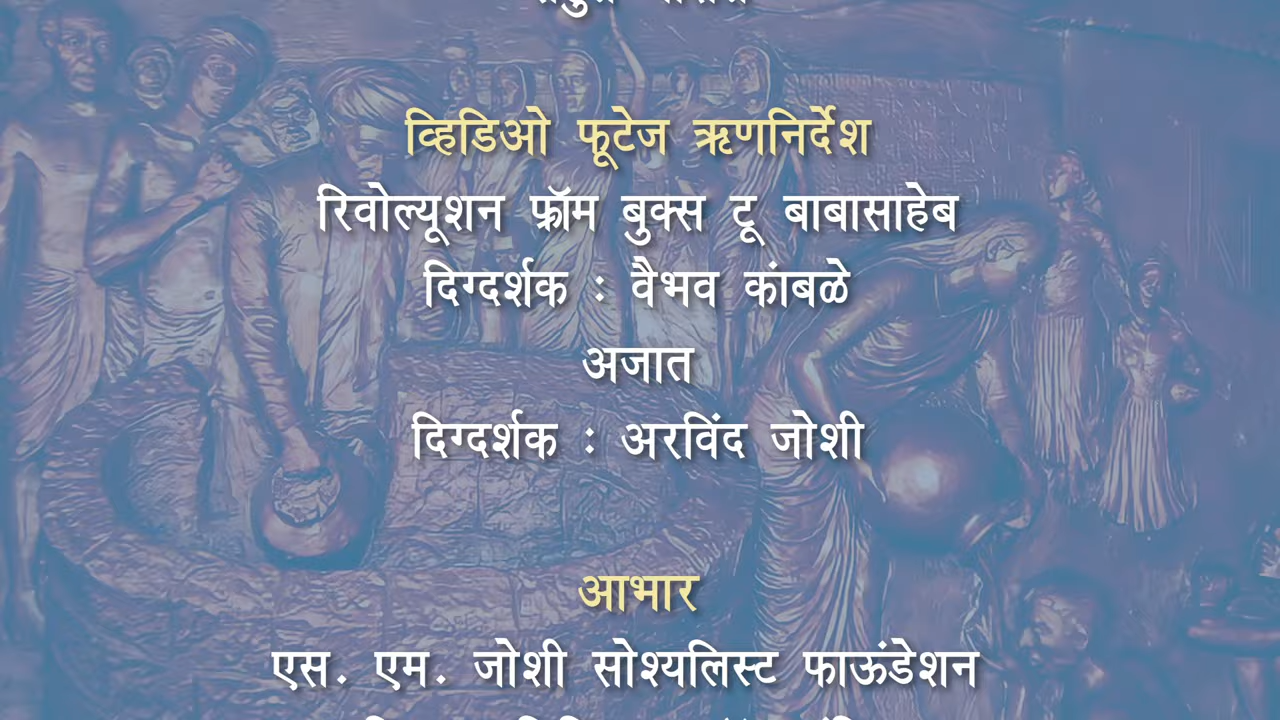 व्हिडिओ फूटेज ऋणनिर्देश
रिवोल्यूशन फ्रॉम बुक्स टू बाबासाहेब
दिग्दर्शक : वैभव कांबळे
अजात
दिग्दर्शक : अरविंद जोशी
आभार
एस. एम. जोशी सोश्यलिस्ट फाऊंडेशन